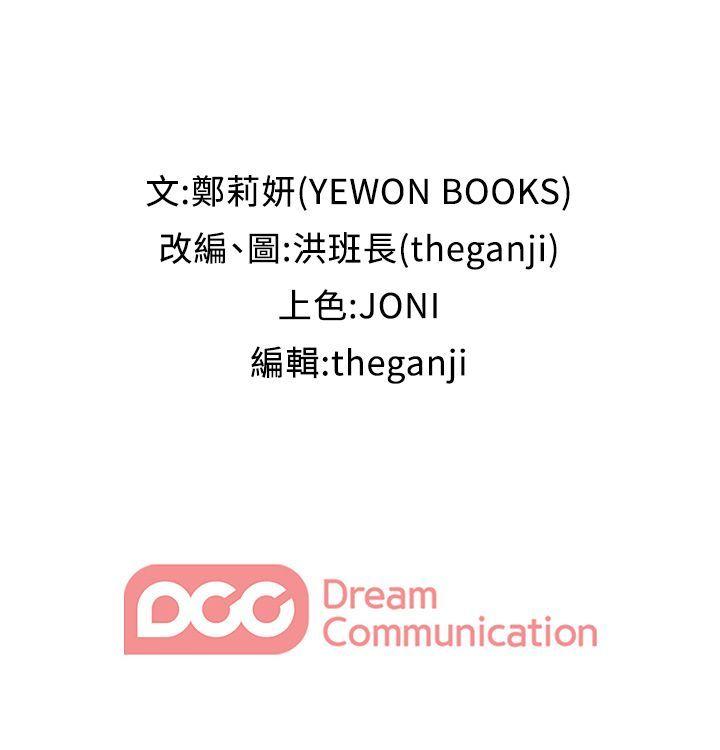 文:鄭莉妍(YEWON BOOKS)
改編、圖:洪班長(theganji)
上色:JONI
編輯:theganji
DCC Dream
Communication